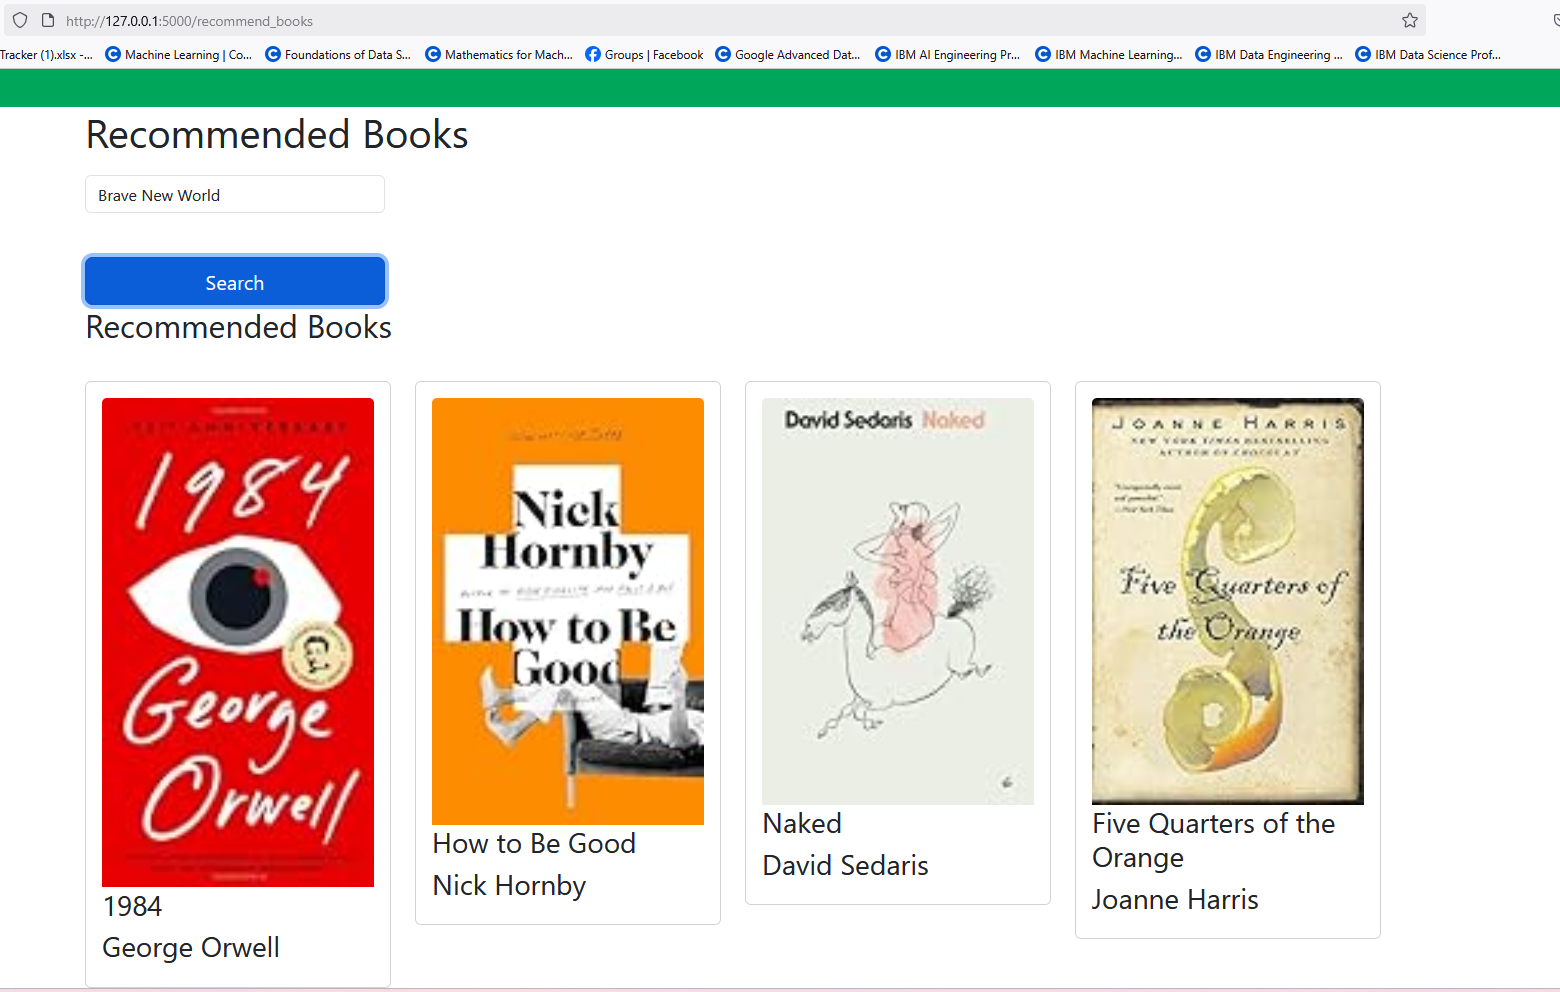 http://127.0.0.1:5000/recommend_books
Tracker (1).xlsx -... Machine Learning | Co... Foundations of Data S... Mathematics for Mach... Groups | Facebook Google Advanced Dat... IBM AI Engineering Pr... IBM Machine Learning... IBM Data Engineering ... IBM Data Science Prof...
Recommended Books
Brave New World
Search
Recommended Books
ANNIVERSARY
1984
George
Orwell
1984
George Orwell
Nick
Hornby
How to Be
Good
How to Be Good
Nick Hornby
David Sedaris Naked
Naked
David Sedaris
JOANNE HARRIS
NEW YORK TIMES BESTSELLING
AUTHOR OF CHOCOLAT
Five Quarters of
the Orange
Five Quarters of the
Orange
Joanne Harris